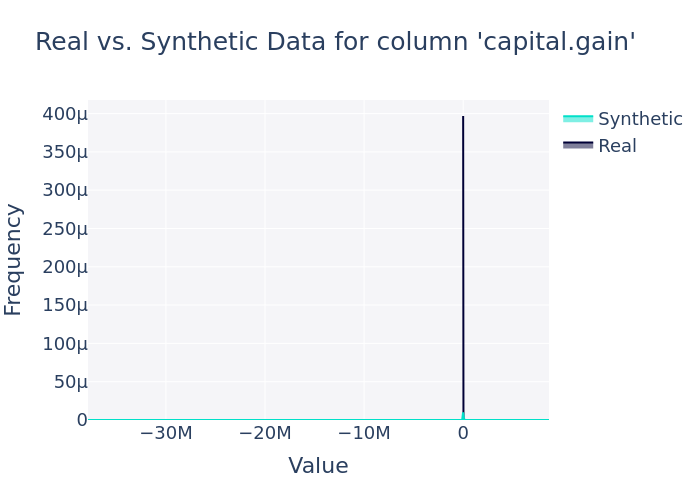 Real vs. Synthetic Data for column 'capital.gain'
Synthetic
Real
Frequency
400μ
350μ
300μ
250μ
200μ
150μ
100μ
50μ
0
−30M
−20M
−10M
0
Value